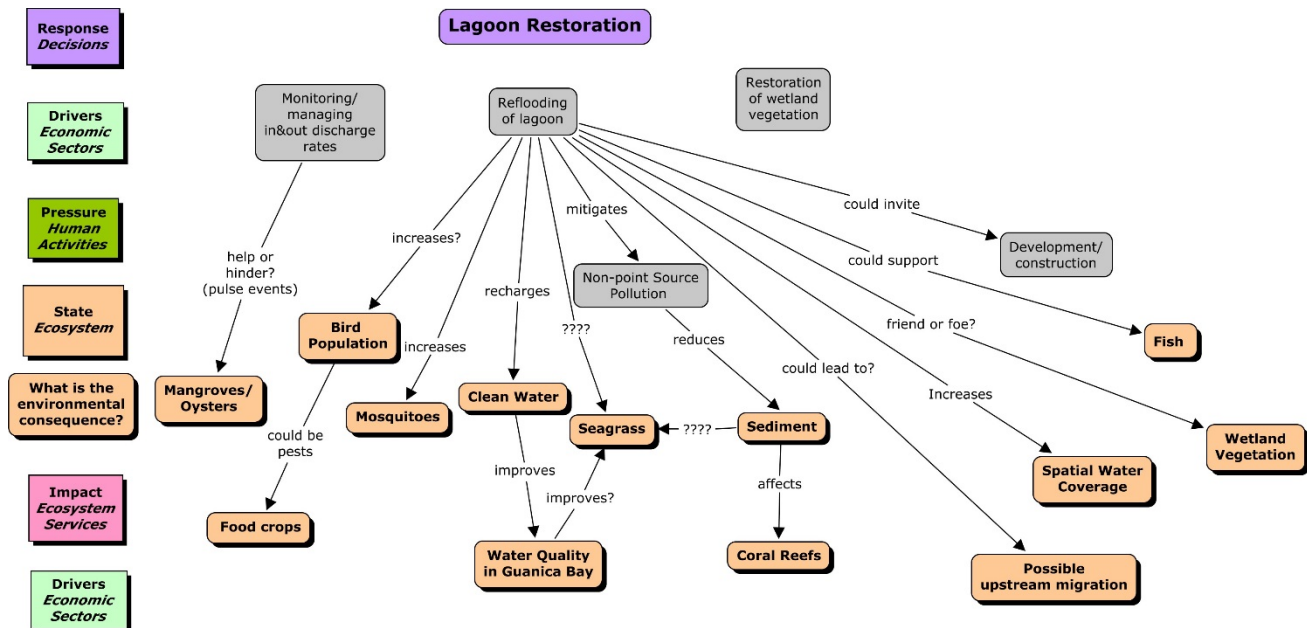 Lagoon Restoration
Response
Decisions
Drivers
Economic
Sectors
Pressure
Human
Activities
State
Ecosystem
What is the
environmental
consequence?
Impact
Ecosystem
Services
Drivers
Economic
Sectors
Monitoring/
managing
in&out discharge
rates
Reflooding
of lagoon
Restoration
of wetland
vegetation
help or
hinder?
(pulse events)
increases?
increases
recharges
????
mitigates
could invite
could support
friend or foe?
Increases
could lead to?
Development/
construction
Non-point Source
Pollution
reduces
Bird
Population
Fish
Mangroves/
Oysters
Mosquitoes
Clean Water
Seagrass
????
Sediment
Wetland
Vegetation
Spatial Water
Coverage
could be
pests
improves
improves?
affects
Food crops
Water Quality
in Guanica Bay
Coral Reefs
Possible
upstream migration